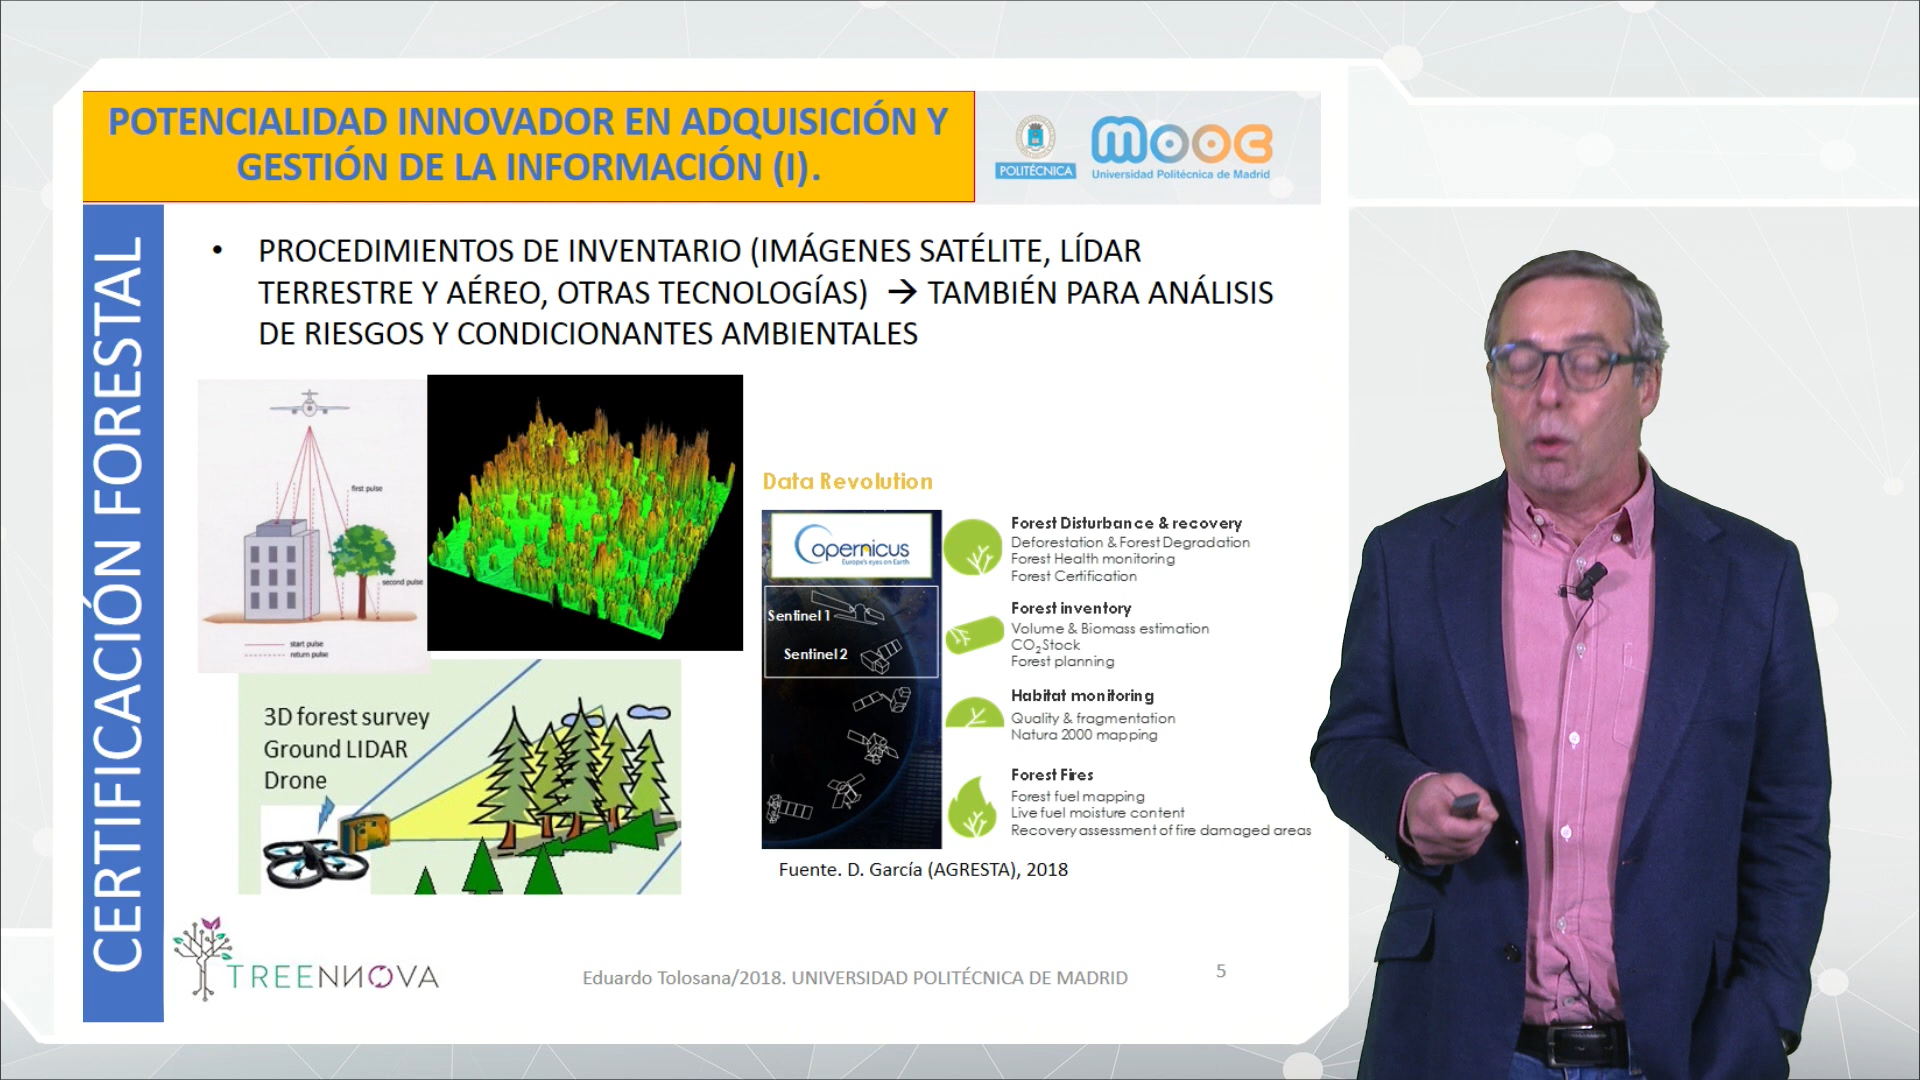 POTENCIALIDAD INNOVADOR EN ADQUISICIÓN Y
GESTIÓN DE LA INFORMACIÓN (I).
POLITÉCNICA
mooc
Universidad Politécnica de Madrid
CERTIFICACIÓN FORESTAL
• PROCEDIMIENTOS DE INVENTARIO (IMÁGENES SATÉLITE, LÍDAR
TERRESTRE Y AÉREO, OTRAS TECNOLOGÍAS) → TAMBIÉN PARA ANÁLISIS
DE RIESGOS Y CONDICIONANTES AMBIENTALES
first pulse
second pulse
start pulse
return pulse
3D forest survey
Ground LIDAR
Drone
Data Revolution
Copernicus
Europe's eyes on Earth
Sentinel 1
Sentinel 2
Forest Disturbance & recovery
Deforestation & Forest Degradation
Forest Health monitoring
Forest Certification
Forest inventory
Volume & Biomass estimation
CO₂ Stock
Forest planning
Habitat monitoring
Quality & fragmentation
Natura 2000 mapping
Forest Fires
Forest fuel mapping
Live fuel moisture content
Recovery assessment of fire damaged areas
Fuente. D. García (AGRESTA), 2018
TREENNOVA
Eduardo Tolosana/2018. UNIVERSIDAD POLITÉCNICA DE MADRID
5